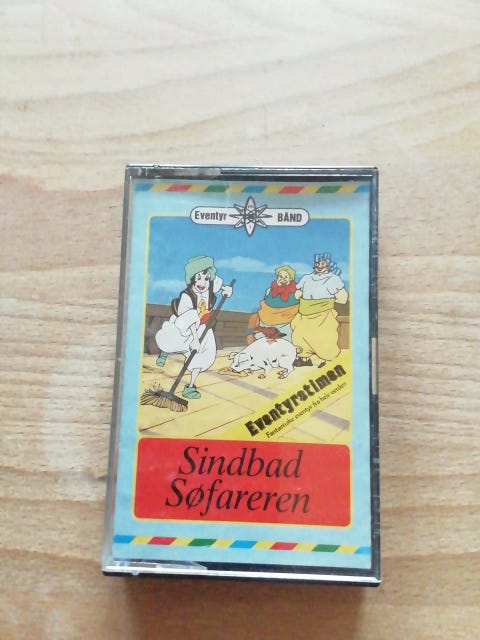 Eventyr BÅND
Eventyrstimen
Fantastiske eventyr fra hele verden
Sindbad
Søfareren